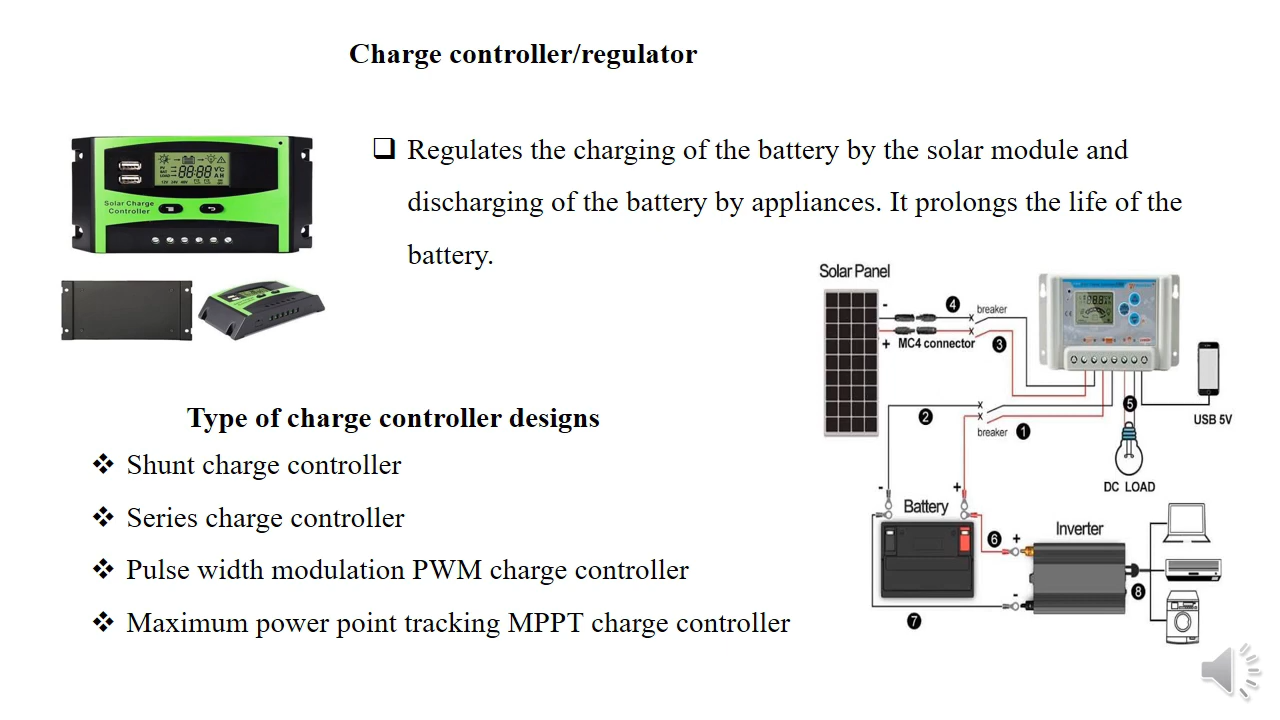 Charge controller/regulator
Regulates the charging of the battery by the solar module and
discharging of the battery by appliances. It prolongs the life of the
battery.
Solar Charge
Controller
Type of charge controller designs
Shunt charge controller
Series charge controller
Pulse width modulation PWM charge controller
Maximum power point tracking MPPT charge controller
Solar Panel
-
4
breaker
+
MC4 connector
3
2
5
USB 5V
breaker
1
DC LOAD
-
+
Battery
6
+
Inverter
-
8
7